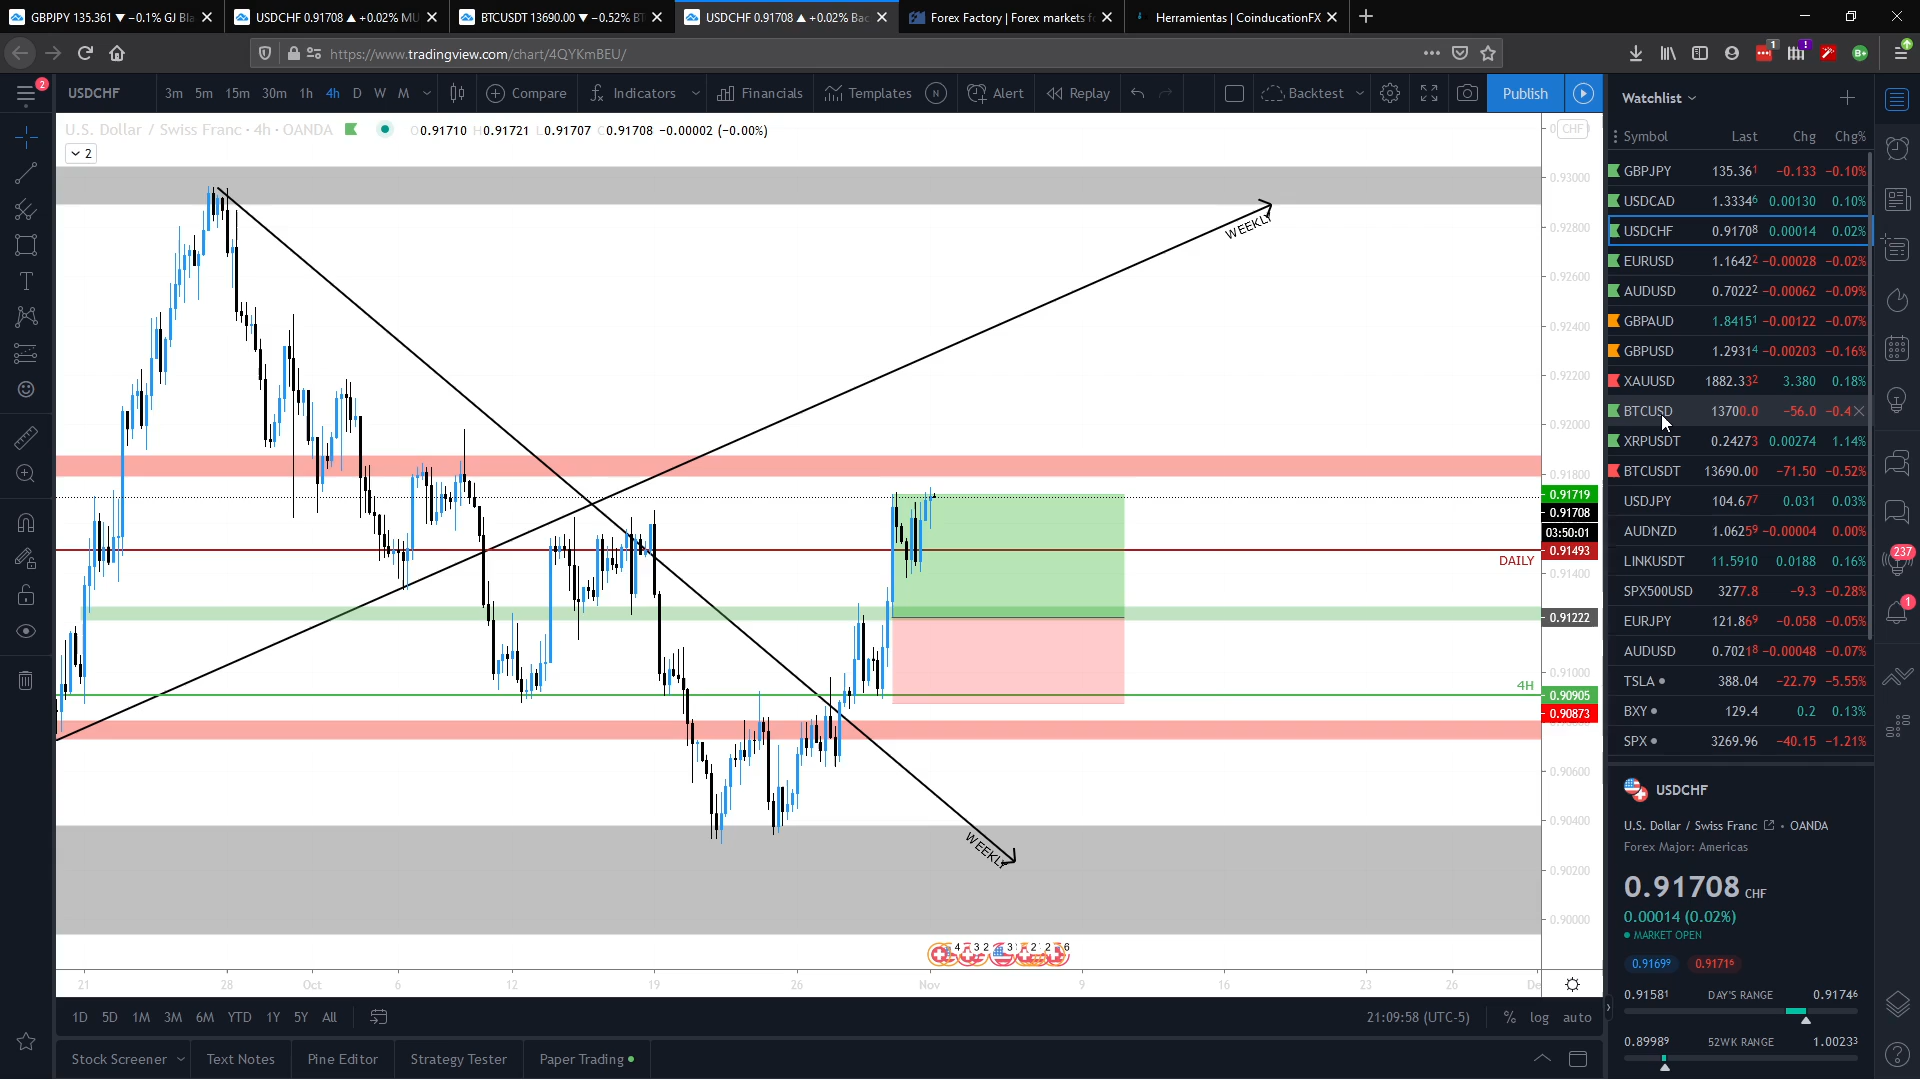 GBPJPY 135.361 ▼ −0.1% GJ Bla
USDCHF 0.91708 ▲ +0.02% MU
BTCUSDT 13690.00 ▼ −0.52% BT
USDCHF 0.91708 ▲ +0.02% Bac
Forex Factory | Forex markets f
Herramientas | CoinducationFX
https://www.tradingview.com/chart/4QYKmBEU/
1
1
B+
2
USDCHF 3m 5m 15m 30m 1h 4h D W M Compare Indicators Financials Templates N Alert Replay Backtest Publish
U.S. Dollar / Swiss Franc · 4h · OANDA O0.91710 H0.91721 L0.91707 C0.91708 −0.00002 (−0.00%)
2
CHF
0.93000
0.92800
0.92600
0.92400
0.92200
0.92000
0.91800
0.91719
0.91708
03:50:01
0.91493
0.91400
0.91222
0.91000
0.90905
0.90873
0.90600
0.90400
0.90200
0.90000
WEEKLY
DAILY
4H
WEEKLY
4 3 2 3 2 2 6
21 28 Oct 6 12 19 26 Nov 9 16 23 26 De
1D 5D 1M 3M 6M YTD 1Y 5Y All
21:09:58 (UTC-5) % log auto
Stock Screener Text Notes Pine Editor Strategy Tester Paper Trading
Watchlist
Symbol Last Chg Chg%
GBPJPY 135.361 −0.133 −0.10%
USDCAD 1.33346 0.00130 0.10%
USDCHF 0.91708 0.00014 0.02%
EURUSD 1.16422 −0.00028 −0.02%
AUDUSD 0.70222 −0.00062 −0.09%
GBPAUD 1.84151 −0.00122 −0.07%
GBPUSD 1.29314 −0.00203 −0.16%
XAUUSD 1882.332 3.380 0.18%
BTCUSD 13700.0 −56.0 −0.4
XRPUSDT 0.24273 0.00274 1.14%
BTCUSDT 13690.00 −71.50 −0.52%
USDJPY 104.677 0.031 0.03%
AUDNZD 1.06259 −0.00004 0.00%
LINKUSDT 11.5910 0.0188 0.16%
SPX500USD 3277.8 −9.3 −0.28%
EURJPY 121.869 −0.058 −0.05%
AUDUSD 0.70218 −0.00048 −0.07%
TSLA 388.04 −22.79 −5.55%
BXY 129.4 0.2 0.13%
SPX 3269.96 −40.15 −1.21%
USDCHF
U.S. Dollar / Swiss Franc · OANDA
Forex Major: Americas
0.91708 CHF
0.00014 (0.02%)
MARKET OPEN
0.91699 0.91716
0.91581 DAY'S RANGE 0.91746
0.89989 52WK RANGE 1.00233
237
1